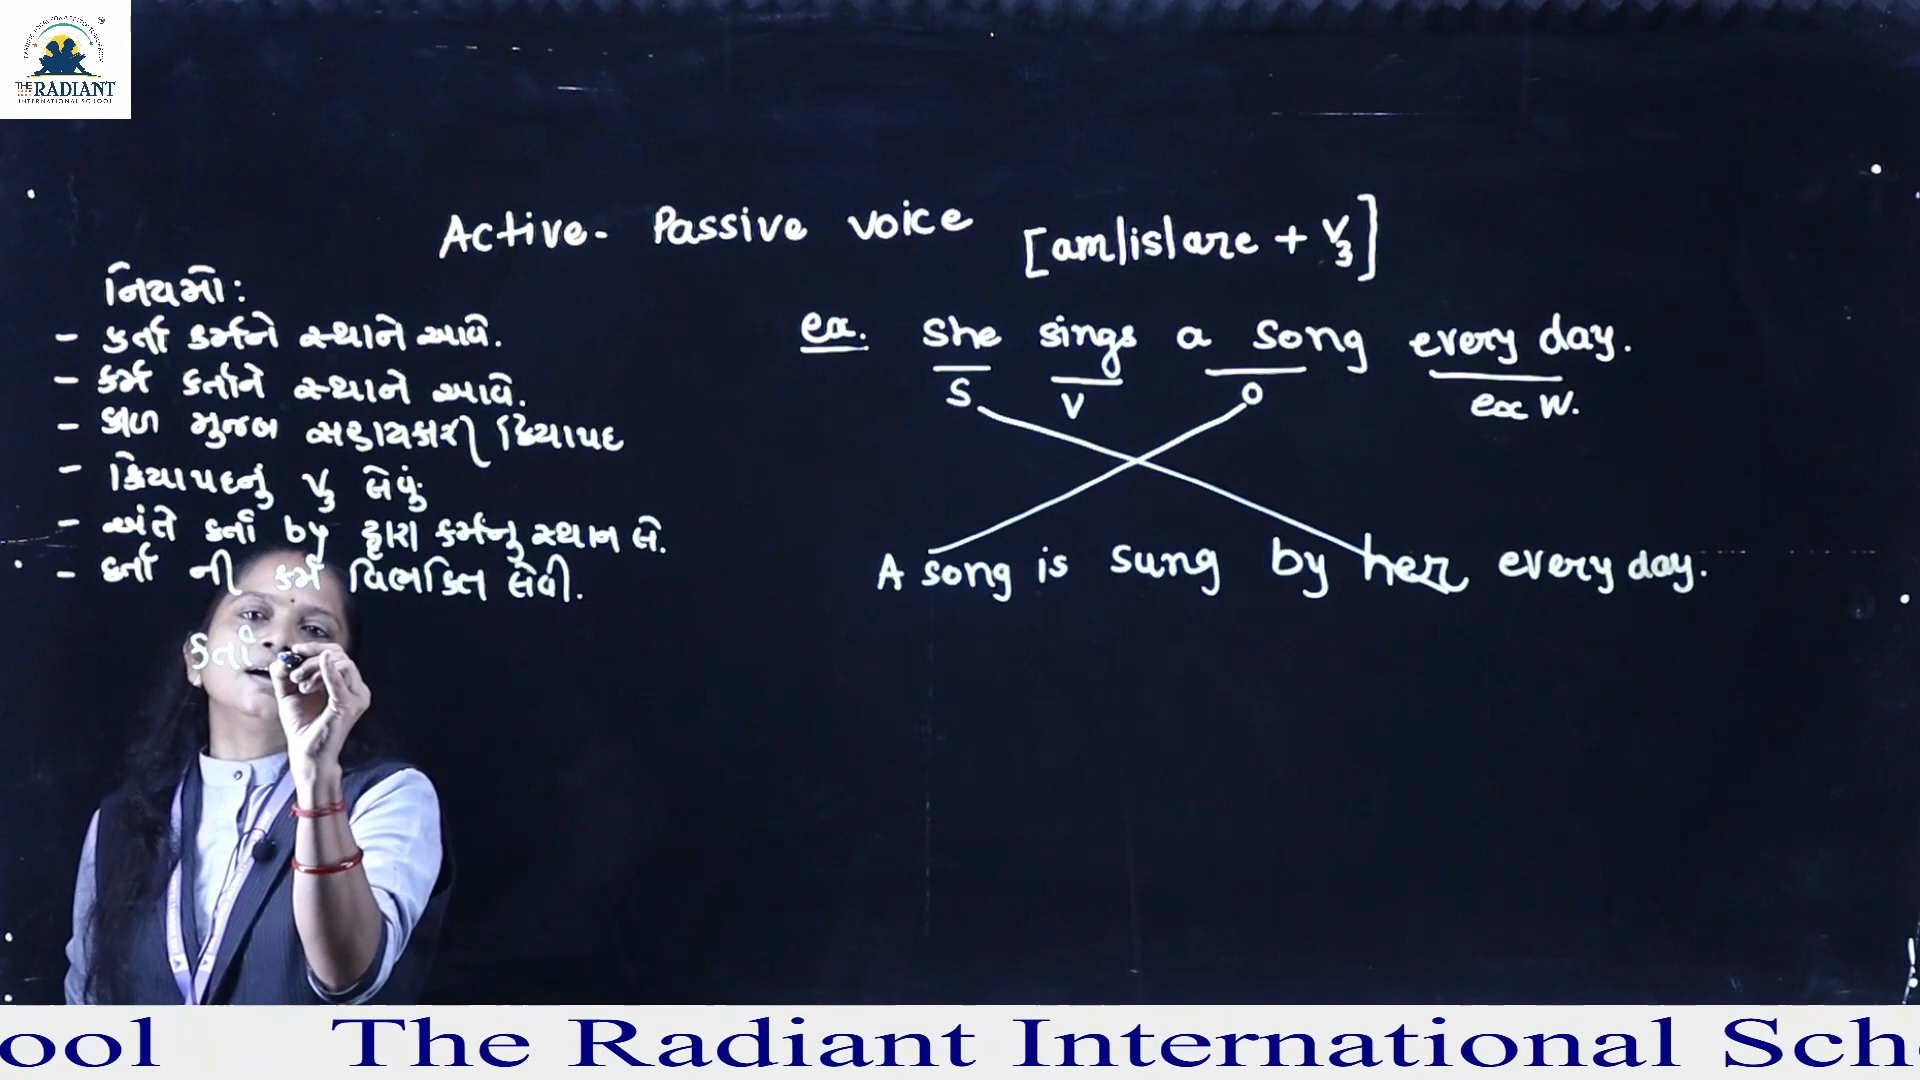 THE RADIANT
INTERNATIONAL SCHOOL
Active - Passive voice [am/is/are + V3]
નિયમો:
- કર્તા કર્મને સ્થાને આવે.
- કર્મ કર્તાને સ્થાને આવે.
- કાળ મુજબ સહાયકારી ક્રિયાપદ
- ક્રિયાપદનું V3 લેવું
- અંતે કર્તા by દ્વારા કર્મનું સ્થાન લે.
- કર્તા ની કર્મ વિભક્તિ લેવી.
કર્તા
ex. She sings a song every day.
S V O ex W.
A song is sung by her every day.
ool The Radiant International Sch